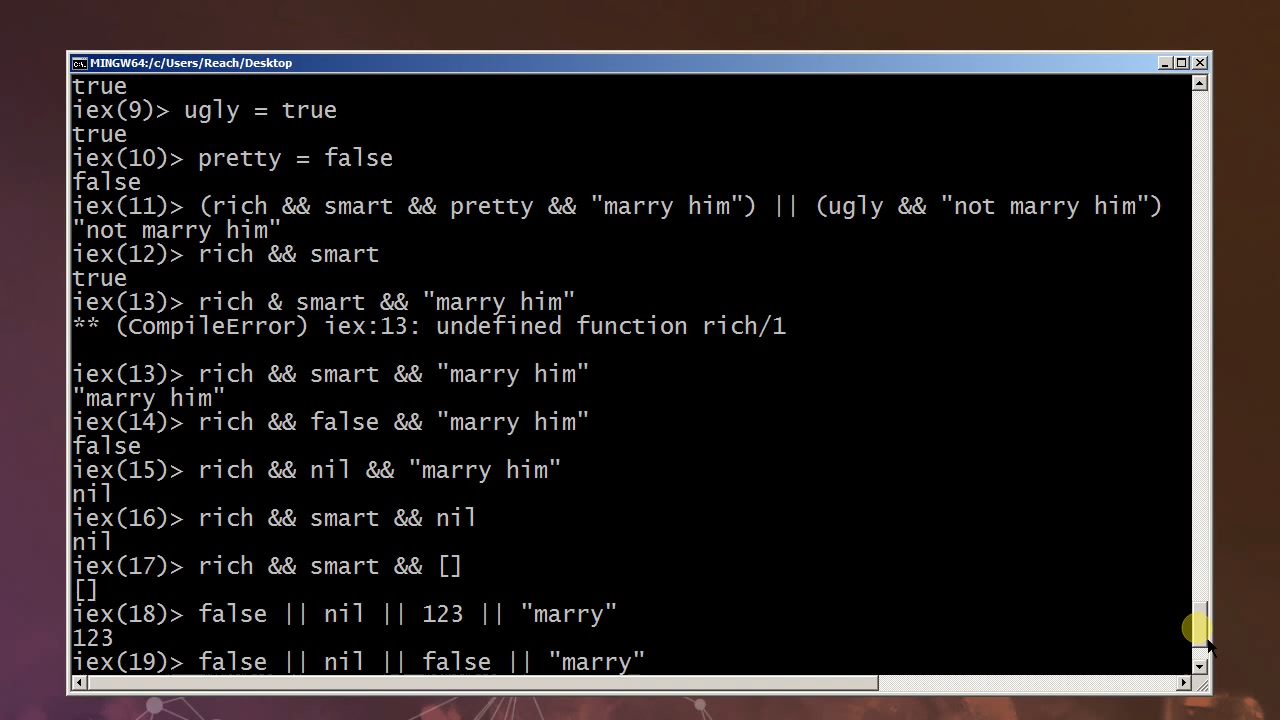 MINGW64:/c/Users/Reach/Desktop
true
iex(9)> ugly = true
true
iex(10)> pretty = false
false
iex(11)> (rich && smart && pretty && "marry him") || (ugly && "not marry him")
"not marry him"
iex(12)> rich && smart
true
iex(13)> rich & smart && "marry him"
** (CompileError) iex:13: undefined function rich/1
iex(13)> rich && smart && "marry him"
"marry him"
iex(14)> rich && false && "marry him"
false
iex(15)> rich && nil && "marry him"
nil
iex(16)> rich && smart && nil
nil
iex(17)> rich && smart && []
[]
iex(18)> false || nil || 123 || "marry"
123
iex(19)> false || nil || false || "marry"